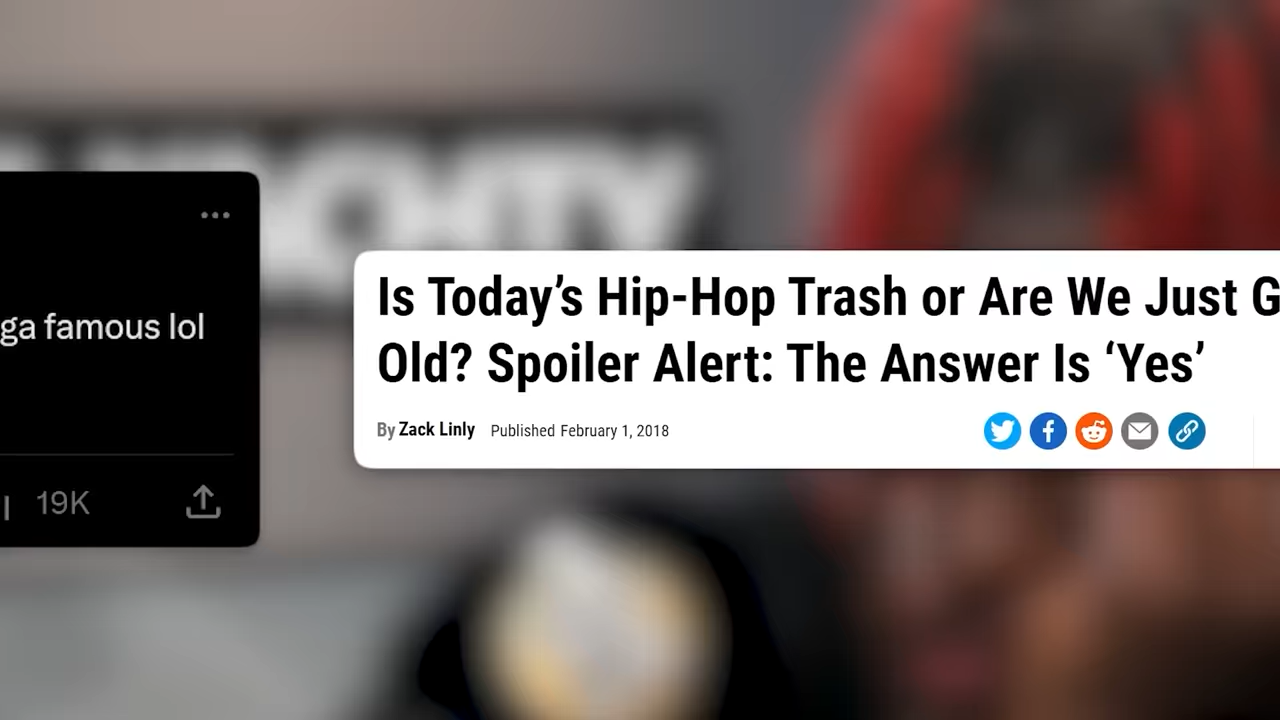 ga famous lol
19K
Is Today’s Hip-Hop Trash or Are We Just G
Old? Spoiler Alert: The Answer Is ‘Yes’
By Zack Linly Published February 1, 2018